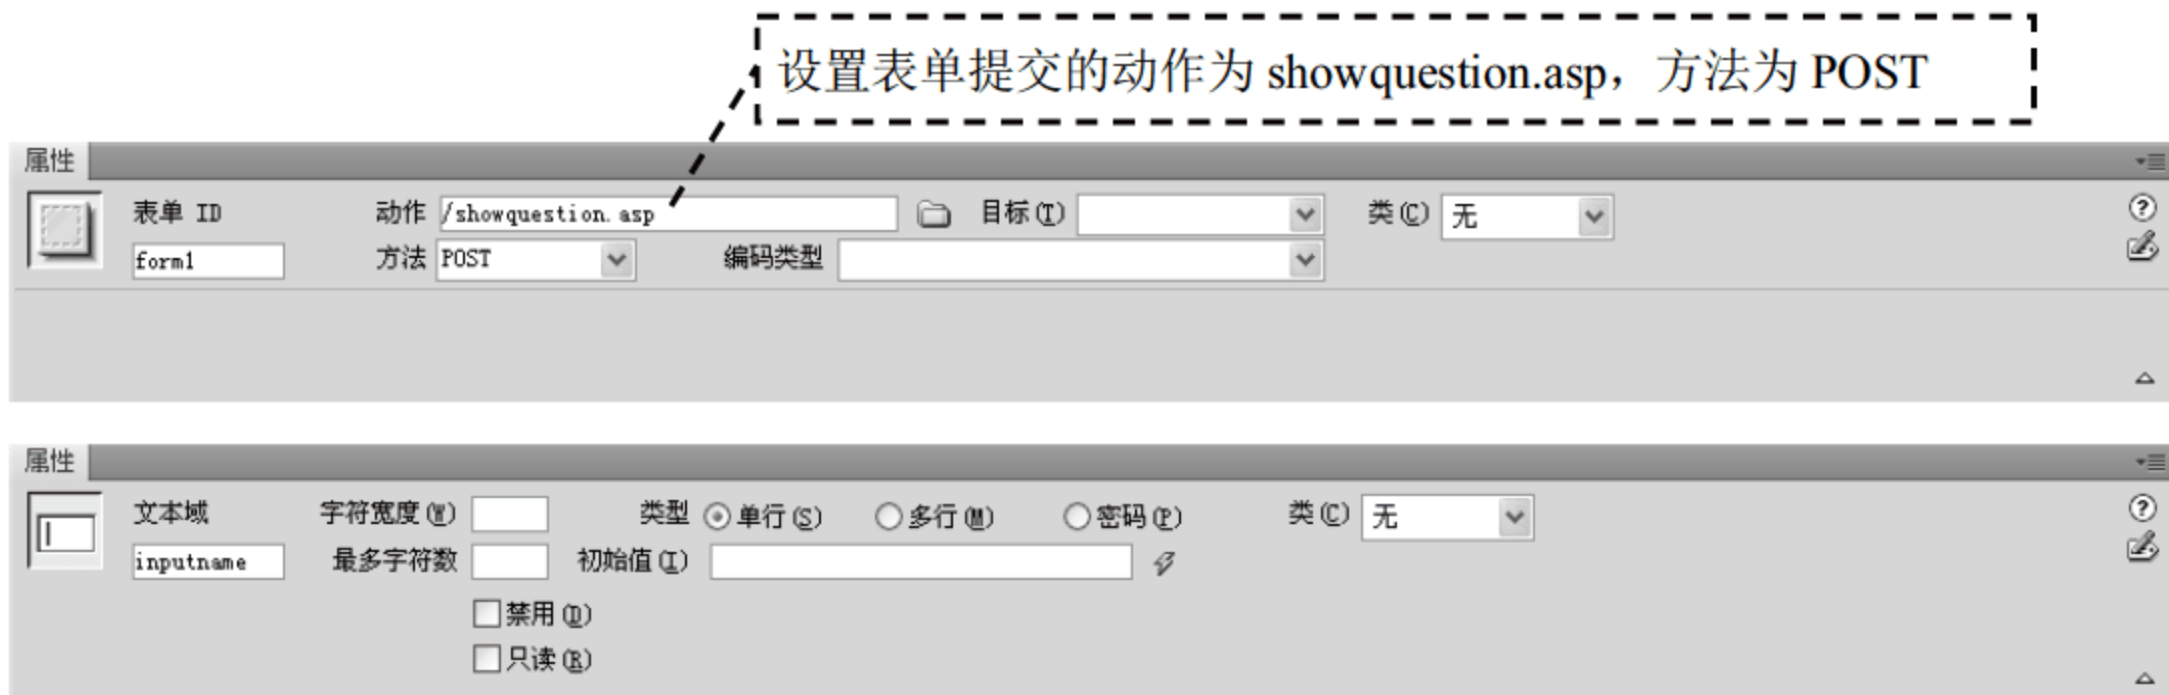 设置表单提交的动作为 showquestion.asp，方法为 POST
属性
表单 ID 动作 /showquestion.asp 目标(T) 类(C) 无
form1 方法 POST 编码类型
属性
文本域 字符宽度(W) 类型 单行(S) 多行(M) 密码(P) 类(C) 无
inputname 最多字符数 初始值(I)
禁用(D)
只读(R)